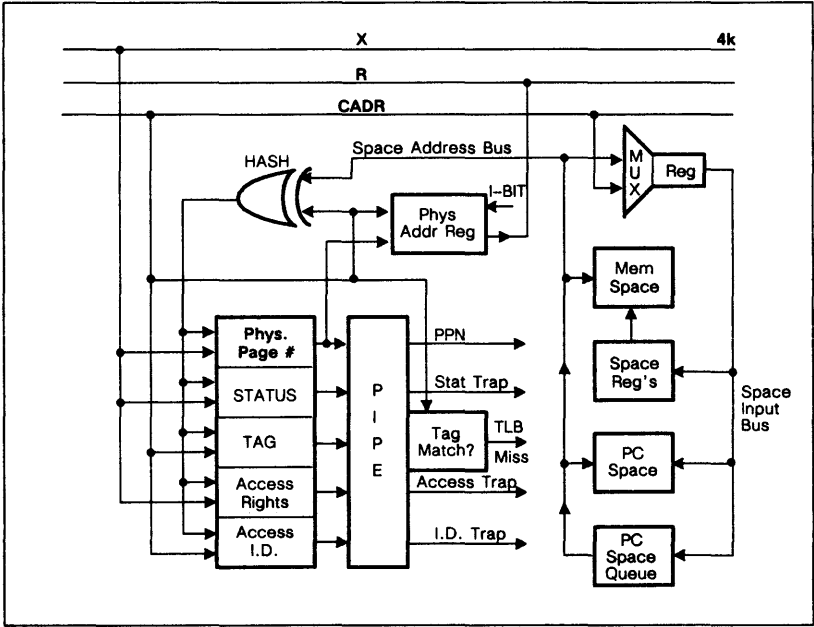 X
4k
R
CADR
Space Address Bus
HASH
M
U
X
Reg
1-BIT
Phys
Addr Reg
Mem
Space
Phys.
Page #
PPN
Space
Reg's
STATUS
P
I
P
E
Stat Trap
Space
Input
Bus
TAG
Tag
Match?
TLB
Miss
PC
Space
Access
Rights
Access Trap
Access
I.D.
I.D. Trap
PC
Space
Queue